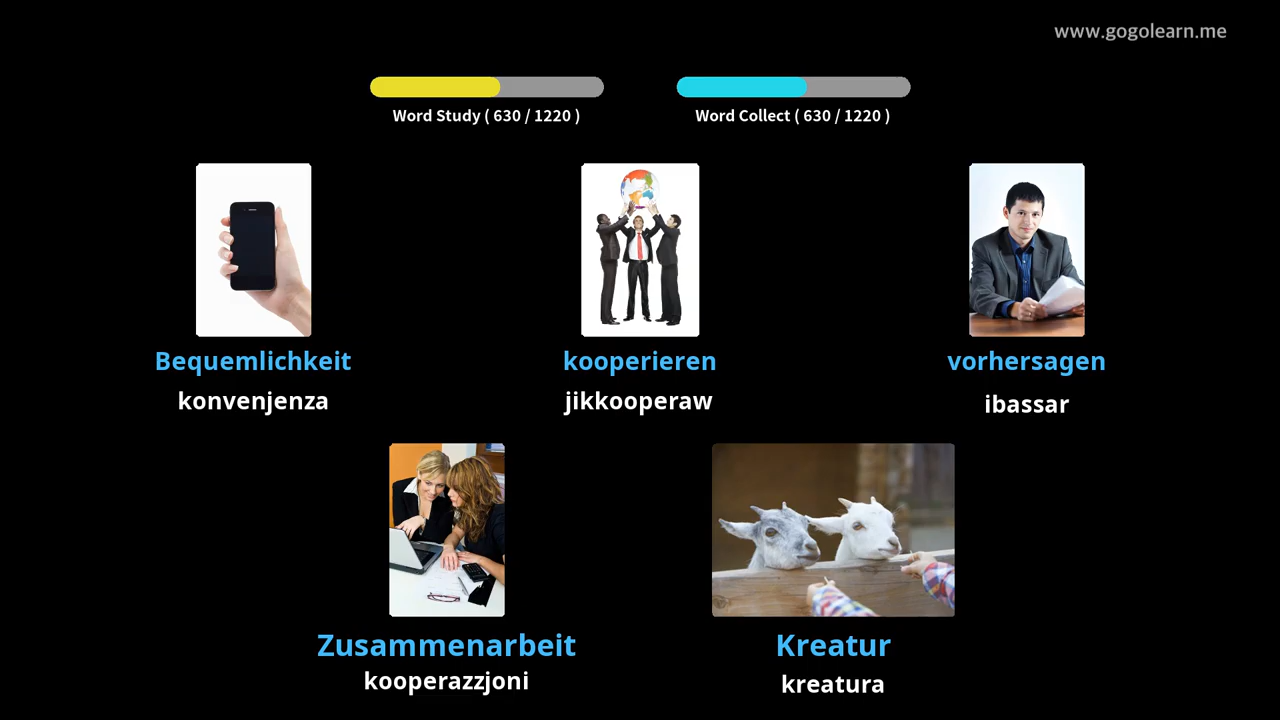 www.gogolearn.me
Word Study ( 630 / 1220 )
Word Collect ( 630 / 1220 )
Bequemlichkeit
konvenjenza
kooperieren
jikkooperaw
vorhersagen
ibassar
Zusammenarbeit
kooperazzjoni
Kreatur
kreatura